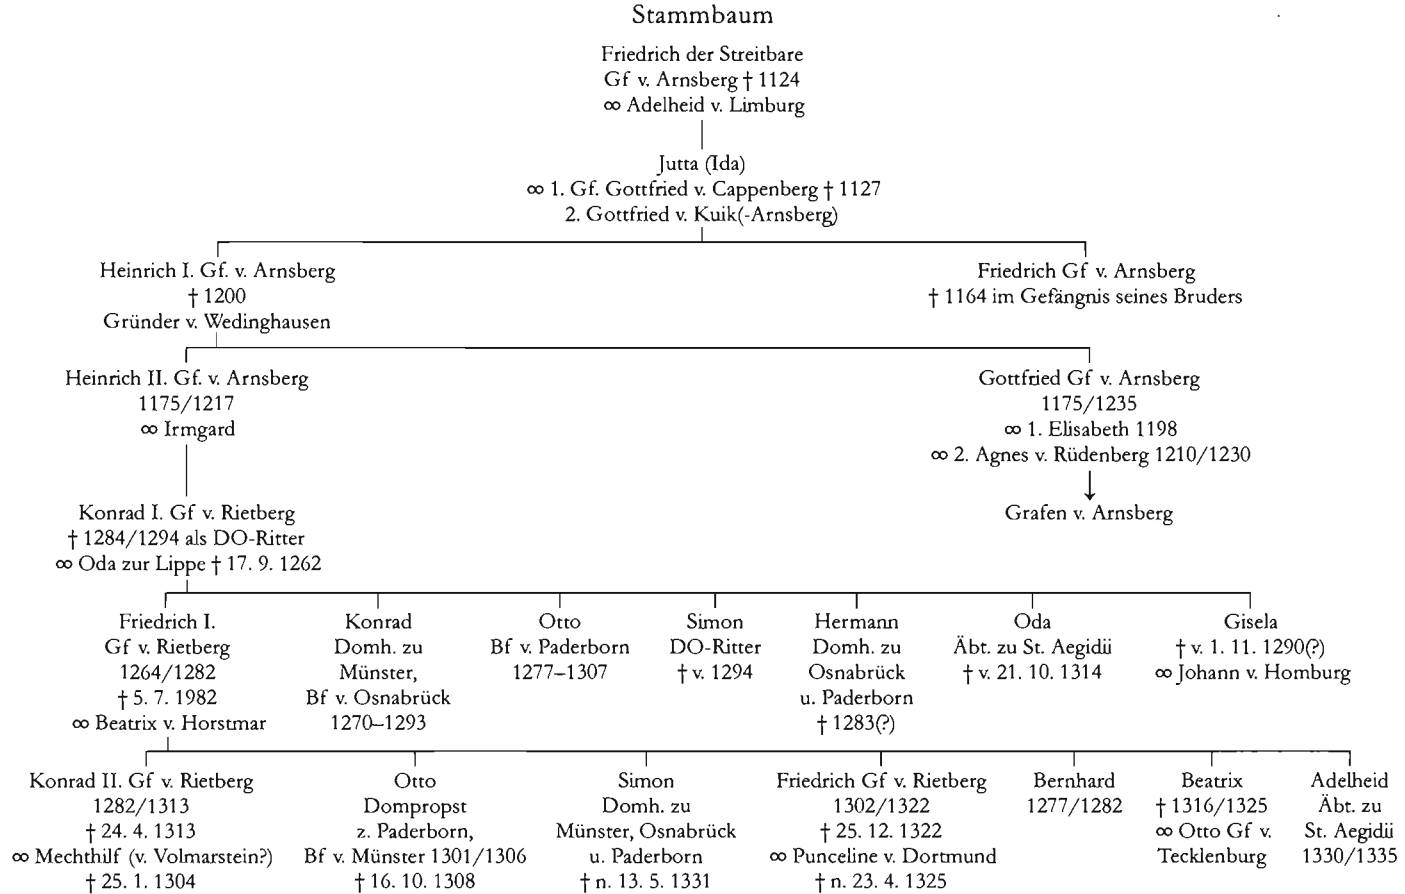 Stammbaum
Friedrich der Streitbare
Gf v. Arnsberg † 1124
∞ Adelheid v. Limburg
Jutta (Ida)
∞ 1. Gf. Gottfried v. Cappenberg † 1127
2. Gottfried v. Kuik(-Arnsberg)
Heinrich I. Gf. v. Arnsberg
† 1200
Gründer v. Wedinghausen
Friedrich Gf v. Arnsberg
† 1164 im Gefängnis seines Bruders
Heinrich II. Gf. v. Arnsberg
1175/1217
∞ Irmgard
Gottfried Gf v. Arnsberg
1175/1235
∞ 1. Elisabeth 1198
∞ 2. Agnes v. Rüdenberg 1210/1230
Grafen v. Arnsberg
Konrad I. Gf v. Rietberg
† 1284/1294 als DO-Ritter
∞ Oda zur Lippe † 17. 9. 1262
Friedrich I.
Gf v. Rietberg
1264/1282
† 5. 7. 1982
∞ Beatrix v. Horstmar
Konrad
Domh. zu
Münster,
Bf v. Osnabrück
1270–1293
Otto
Bf v. Paderborn
1277–1307
Simon
DO-Ritter
† v. 1294
Hermann
Domh. zu
Osnabrück
u. Paderborn
† 1283(?)
Oda
Äbt. zu St. Aegidii
† v. 21. 10. 1314
Gisela
† v. 1. 11. 1290(?)
∞ Johann v. Homburg
Konrad II. Gf v. Rietberg
1282/1313
† 24. 4. 1313
∞ Mechthilf (v. Volmarstein?)
† 25. 1. 1304
Otto
Dompropst
z. Paderborn,
Bf v. Münster 1301/1306
† 16. 10. 1308
Simon
Domh. zu
Münster, Osnabrück
u. Paderborn
† n. 13. 5. 1331
Friedrich Gf v. Rietberg
1302/1322
† 25. 12. 1322
∞ Punceline v. Dortmund
† n. 23. 4. 1325
Bernhard
1277/1282
Beatrix
† 1316/1325
∞ Otto Gf v.
Tecklenburg
Adelheid
Äbt. zu
St. Aegidii
1330/1335